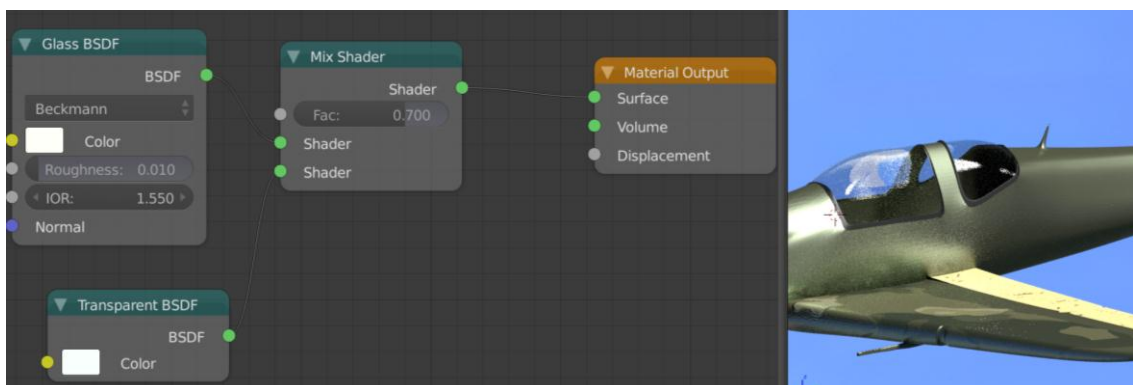 Glass BSDF
BSDF
Beckmann
Color
Roughness: 0.010
IOR: 1.550
Normal
Transparent BSDF
BSDF
Color
Mix Shader
Shader
Fac: 0.700
Shader
Shader
Material Output
Surface
Volume
Displacement